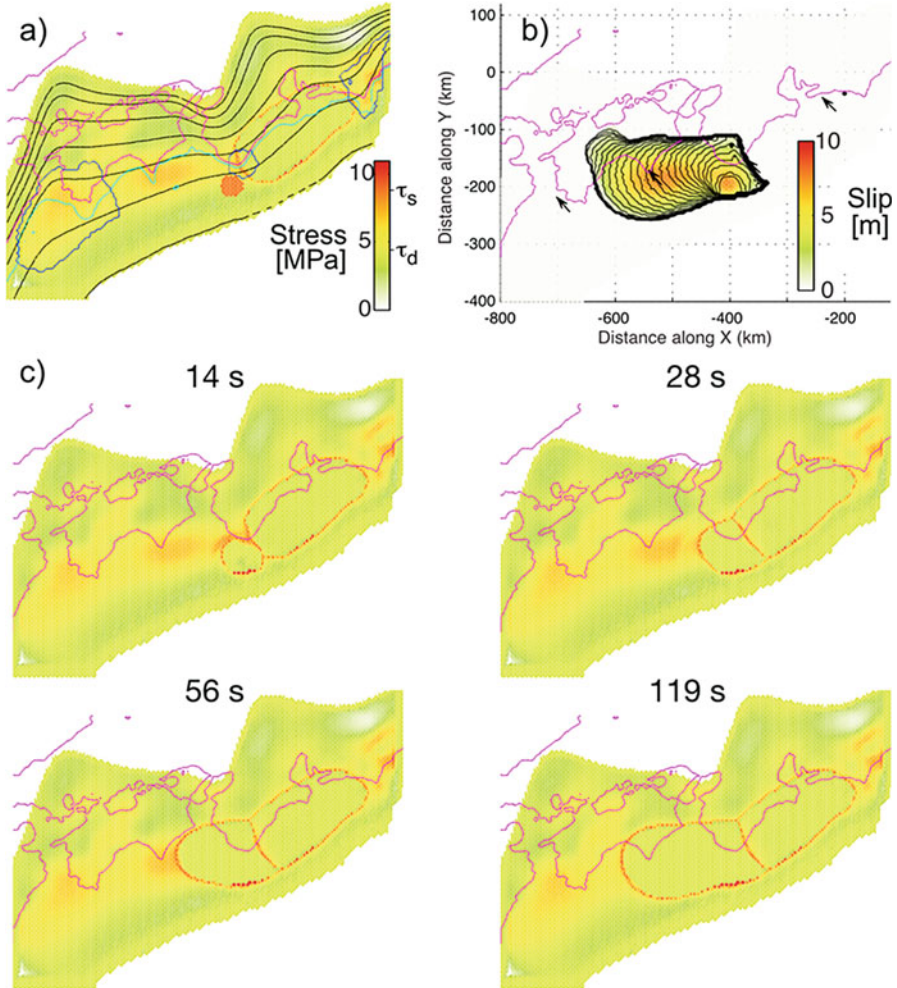 a)
10
τs
5
τd
0
Stress
[MPa]
b)
100
0
-100
-200
-300
-400
Distance along Y (km)
-800
-600
-400
-200
Distance along X (km)
10
5
0
Slip
[m]
c)
14 s
28 s
56 s
119 s